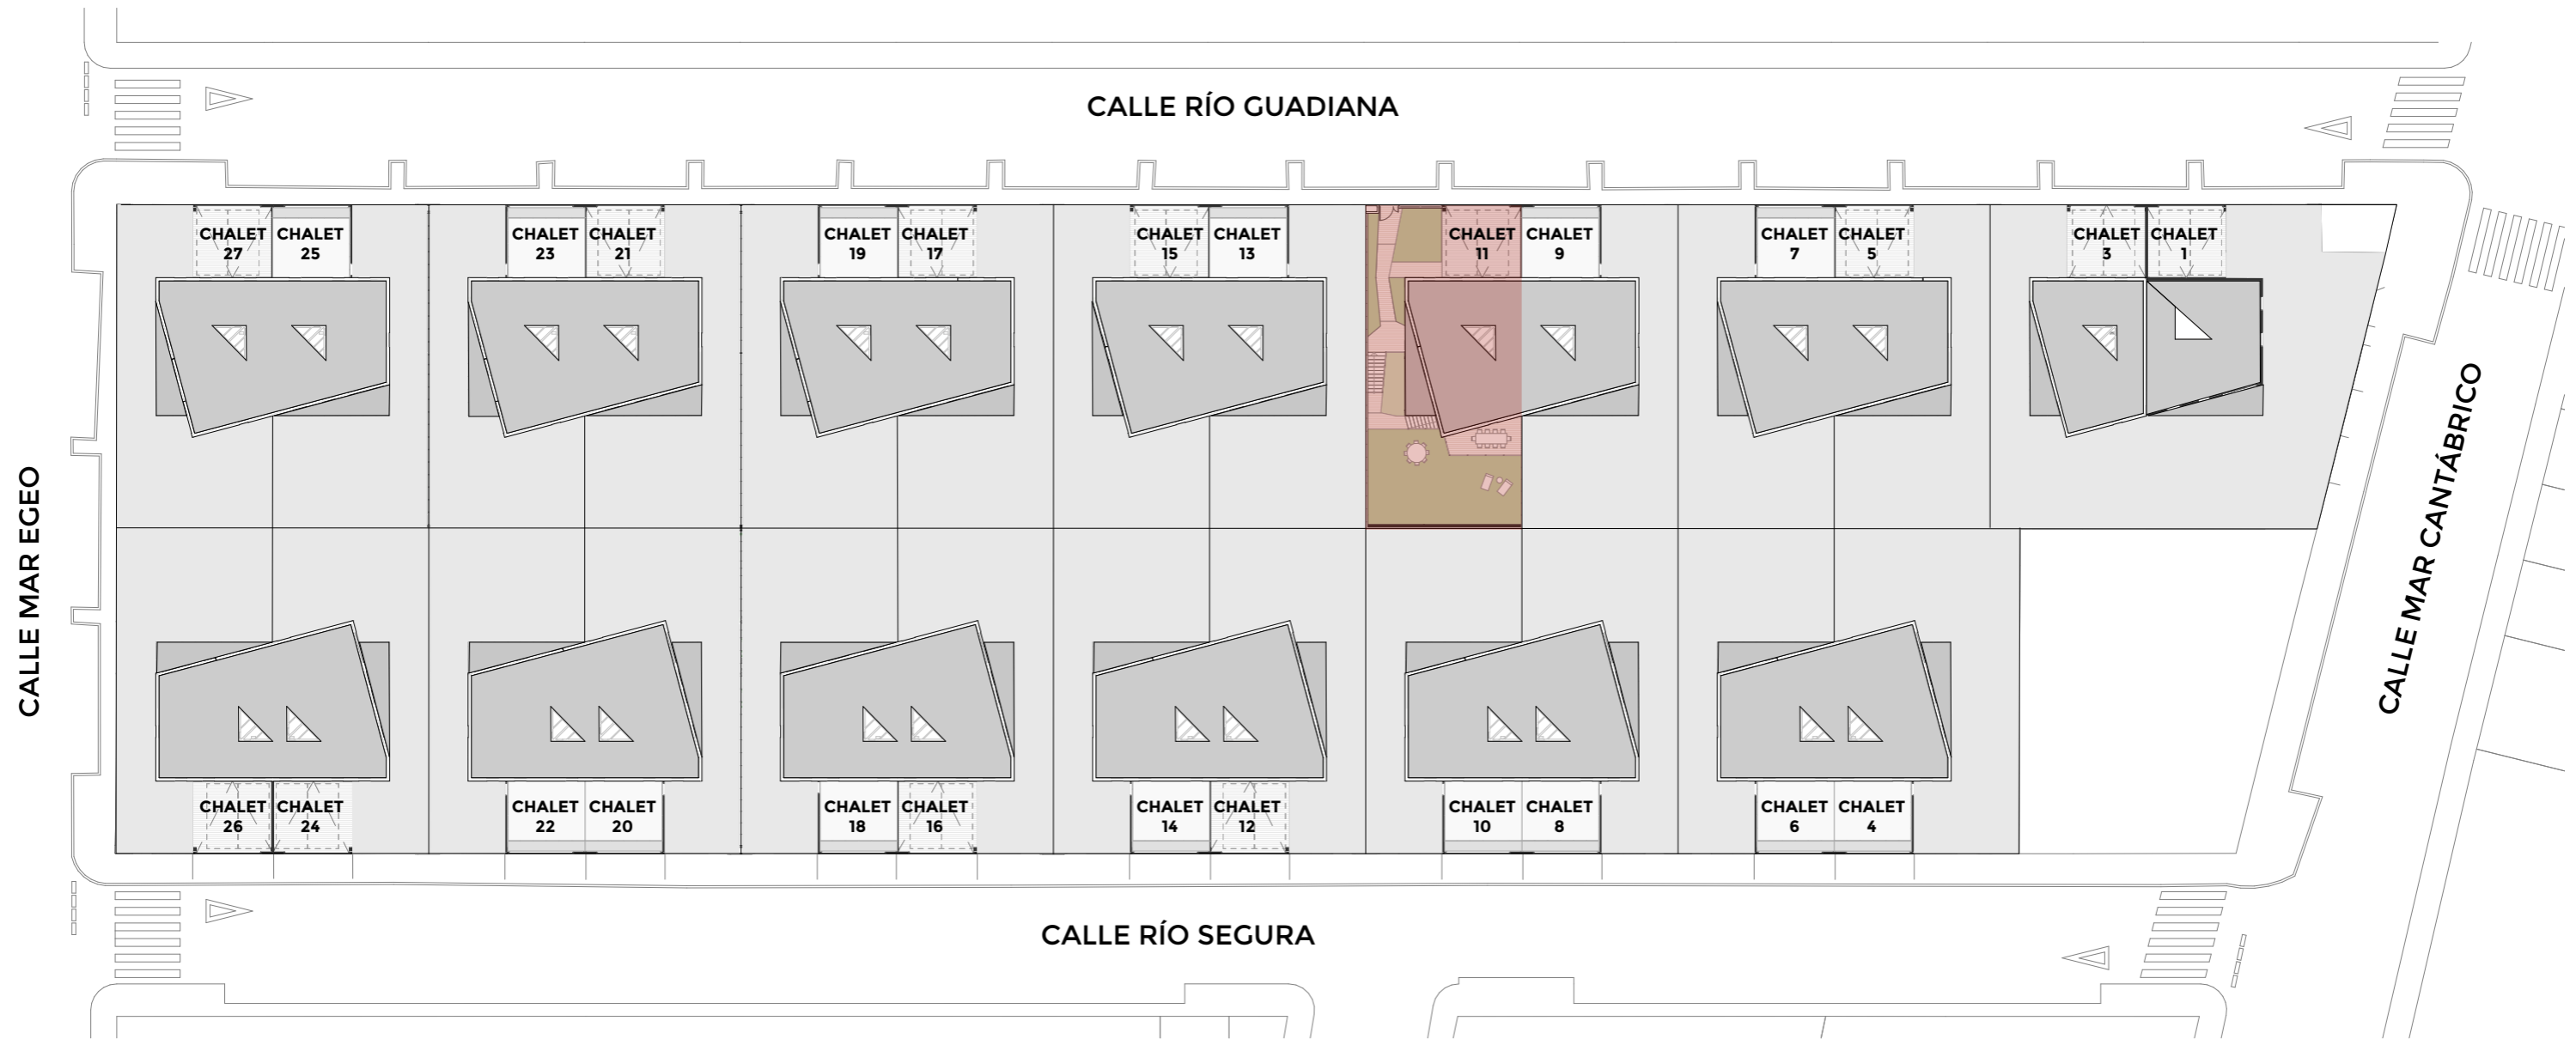 CALLE RÍO GUADIANA
CHALET
27
CHALET
25
CHALET
23
CHALET
21
CHALET
19
CHALET
17
CHALET
15
CHALET
13
CHALET
11
CHALET
9
CHALET
7
CHALET
5
CHALET
3
CHALET
1
CALLE MAR EGEO
CALLE MAR CANTÁBRICO
CHALET
26
CHALET
24
CHALET
22
CHALET
20
CHALET
18
CHALET
16
CHALET
14
CHALET
12
CHALET
10
CHALET
8
CHALET
6
CHALET
4
CALLE RÍO SEGURA